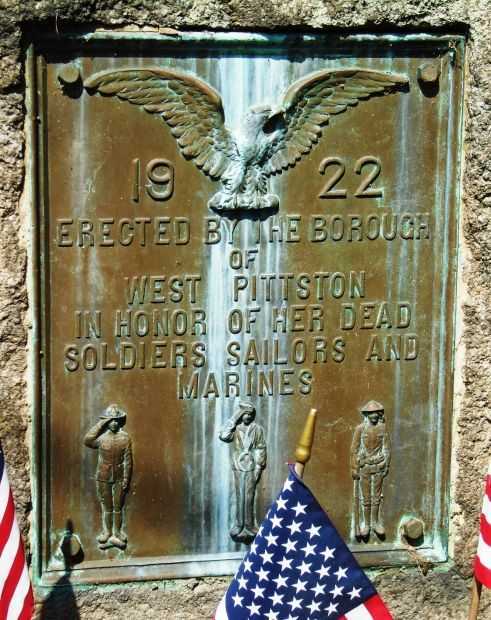 19 22
ERECTED BY THE BOROUGH
OF
WEST PITTSTON
IN HONOR OF HER DEAD
SOLDIERS SAILORS AND
MARINES